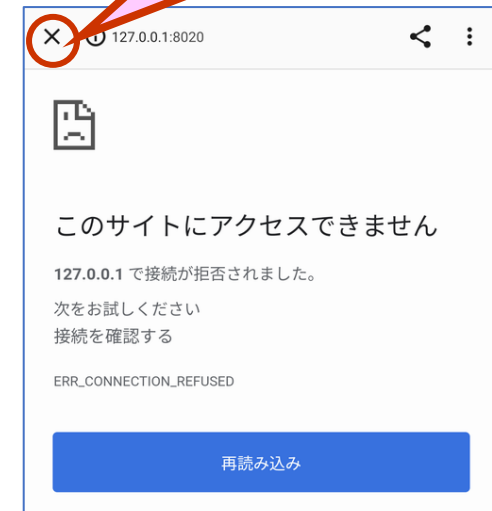 127.0.0.1:8020
このサイトにアクセスできません
127.0.0.1 で接続が拒否されました。
次をお試しください
接続を確認する
ERR_CONNECTION_REFUSED
再読み込み